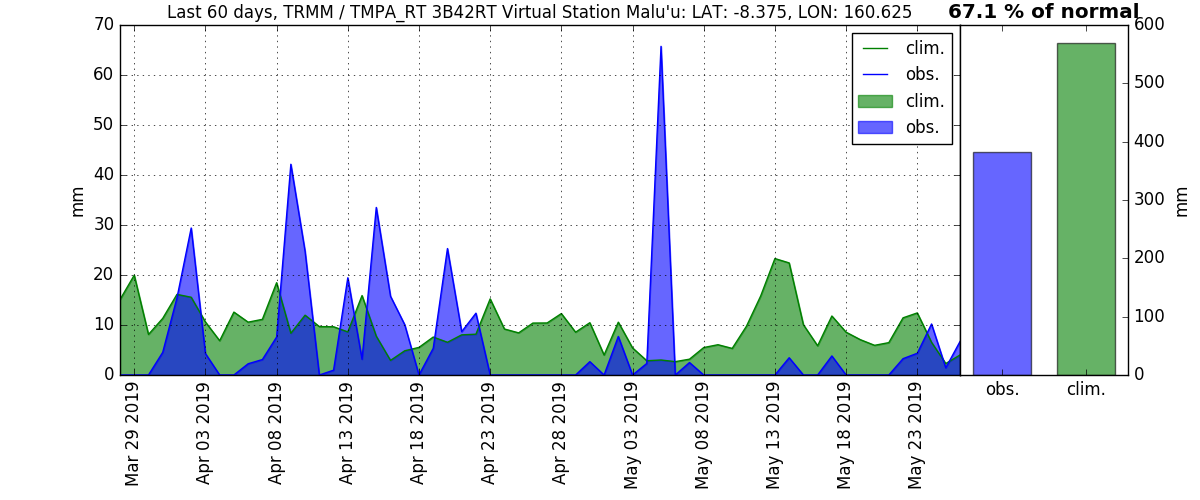 Last 60 days, TRMM / TMPA_RT 3B42RT Virtual Station Malu'u: LAT: -8.375, LON: 160.625
67.1 % of normal
70
60
50
40
30
20
10
0
mm
clim.
obs.
clim.
obs.
600
500
400
300
200
100
0
mm
Mar 29 2019
Apr 03 2019
Apr 08 2019
Apr 13 2019
Apr 18 2019
Apr 23 2019
Apr 28 2019
May 03 2019
May 08 2019
May 13 2019
May 18 2019
May 23 2019
obs.
clim.